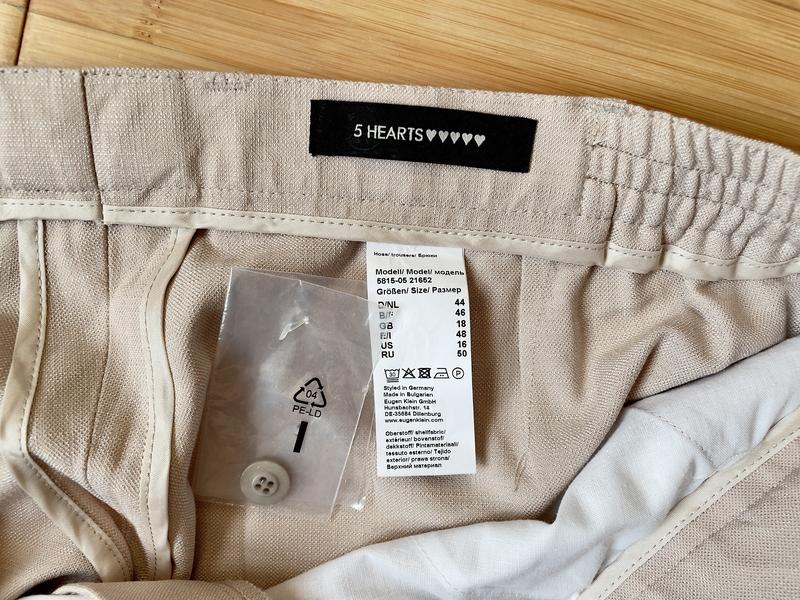 5 HEARTS♥♥♥♥♥
Hose/ trousers/ Брюки
Modell/ Model/ модель
5815-05 21652
Größen/ Size/ Размер
D/NL 44
B/F 46
GB 18
E/I 48
US 16
RU 50
30
P
Styled in Germany
Made in Bulgarien
Eugen Klein GmbH
Hunsbachstr. 14
DE-35684 Dillenburg
www.eugenklein.com
Oberstoff/ shellfabric/
extérieur/ bovenstof/
dekkstoff/ Pintamateriaali/
tessuto esterno/ Tejido
exterior/ prawa strona/
Верхний материал
04
PE-LD